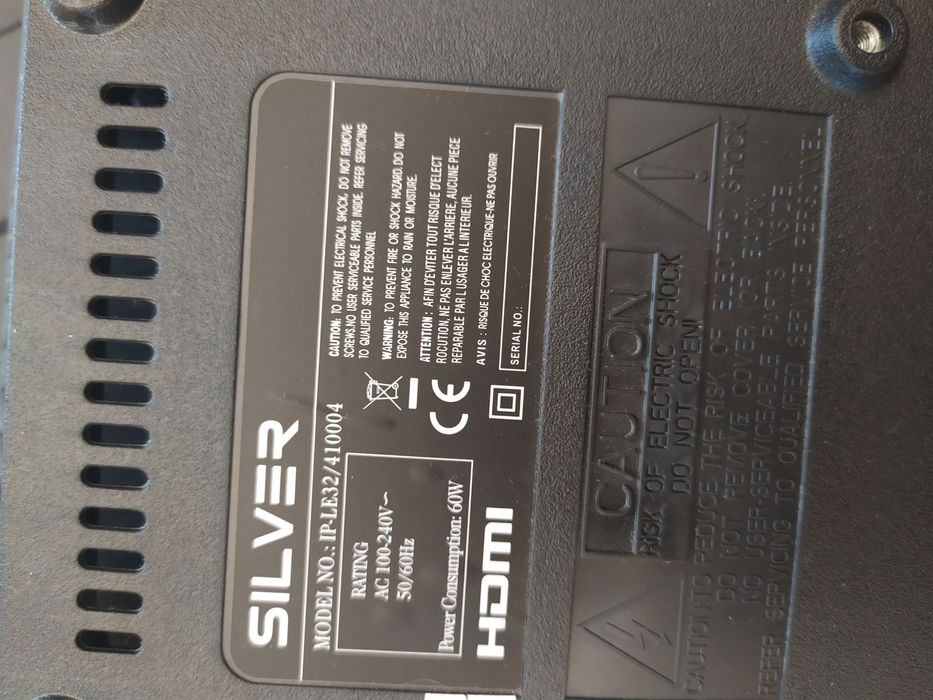 SILVER
MODEL NO.: IP-LE32/410004
RATING
AC 100-240V~
50/60Hz
Power Consumption: 60W
HDMI
CAUTION: TO PREVENT ELECTRICAL SHOCK, DO NOT REMOVE
SCREWS.NO USER SERVICEABLE PARTS INSIDE. REFER SERVICING
TO QUALIFIED SERVICE PERSONNEL
WARNING: TO PREVENT FIRE OR SHOCK HAZARD, DO NOT
EXPOSE THIS APPLIANCE TO RAIN OR MOISTURE.
ATTENTION : AFIN D'EVITER TOUT RISQUE D'ELECT
ROCUTION. NE PAS ENLEVER L'ARRIERE, AUCUNE PIECE
REPARABLE PAR L'USAGER A L'INTERIEUR.
AVIS : RISQUE DE CHOC ELECTRIQUE-NE PAS OUVRIR
CE
SERIAL NO.:
CAUTION
RISK OF ELECTRIC SHOCK
DO NOT OPEN!
CAUTION:TO REDUCE THE RISK OF ELECTRIC SHOCK.
DO NOT REMOVE COVER (OR BACK)
NO USER-SERVICEABLE PARTS INSIDE.
REFER SERVICING TO QUALIFIED SERVICE PERSONNEL